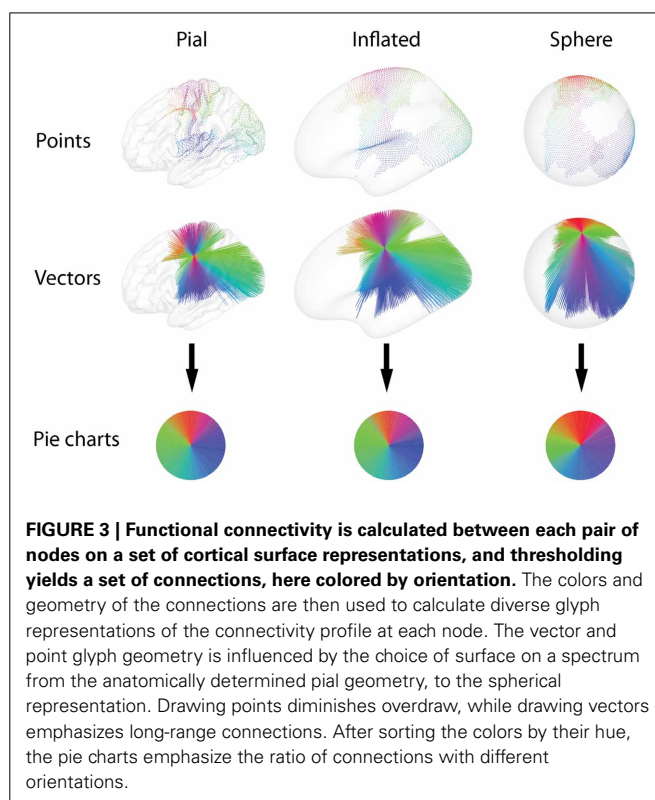 Pial Inflated Sphere
Points
Vectors
Pie charts
FIGURE 3 | Functional connectivity is calculated between each pair of
nodes on a set of cortical surface representations, and thresholding
yields a set of connections, here colored by orientation. The colors and
geometry of the connections are then used to calculate diverse glyph
representations of the connectivity profile at each node. The vector and
point glyph geometry is influenced by the choice of surface on a spectrum
from the anatomically determined pial geometry, to the spherical
representation. Drawing points diminishes overdraw, while drawing vectors
emphasizes long-range connections. After sorting the colors by their hue,
the pie charts emphasize the ratio of connections with different
orientations.